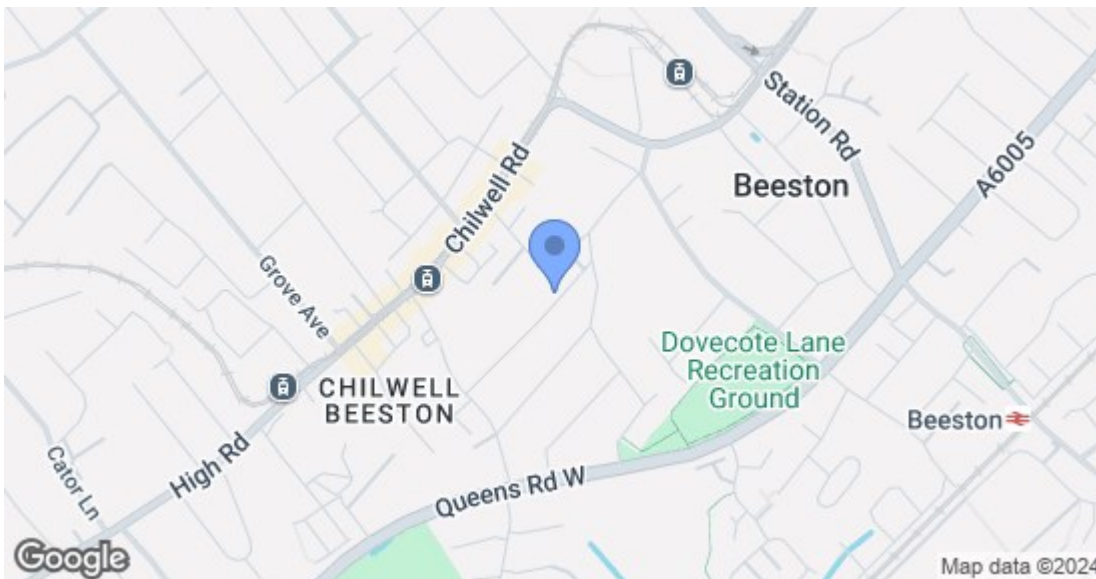 Station Rd
A6005
Beeston
Chilwell Rd
Grove Ave
Dovecote Lane
Recreation
Ground
CHILWELL
BEESTON
Beeston
High Rd
Cator Ln
Queens Rd W
Google
Map data ©2024